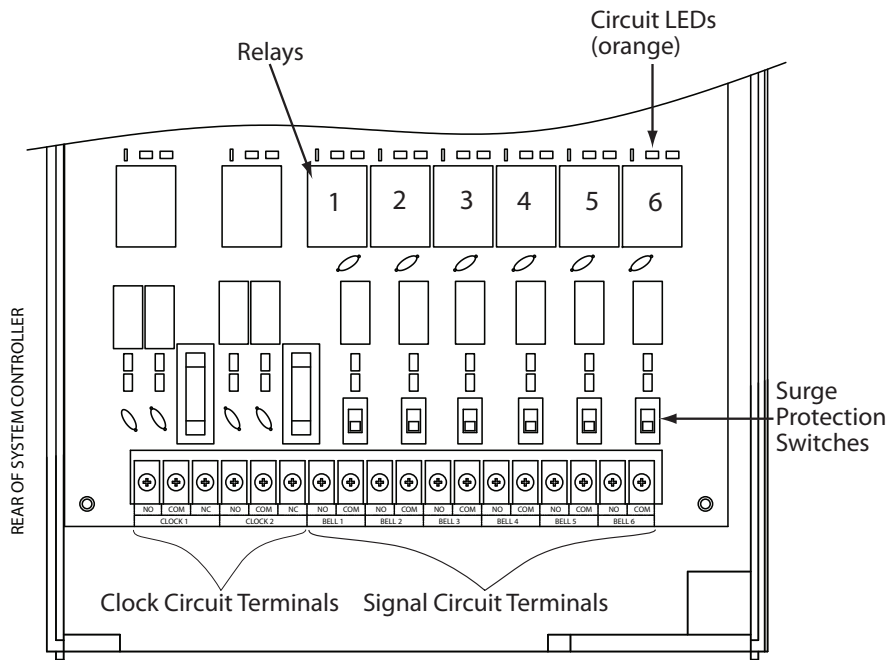 Circuit LEDs
(orange)
Relays
1 2 3 4 5 6
REAR OF SYSTEM CONTROLLER
Surge
Protection
Switches
NO COM NC NO COM NC NO COM NO COM NO COM NO COM NO COM NO COM
CLOCK 1 CLOCK 2 BELL 1 BELL 2 BELL 3 BELL 4 BELL 5 BELL 6
Clock Circuit Terminals Signal Circuit Terminals